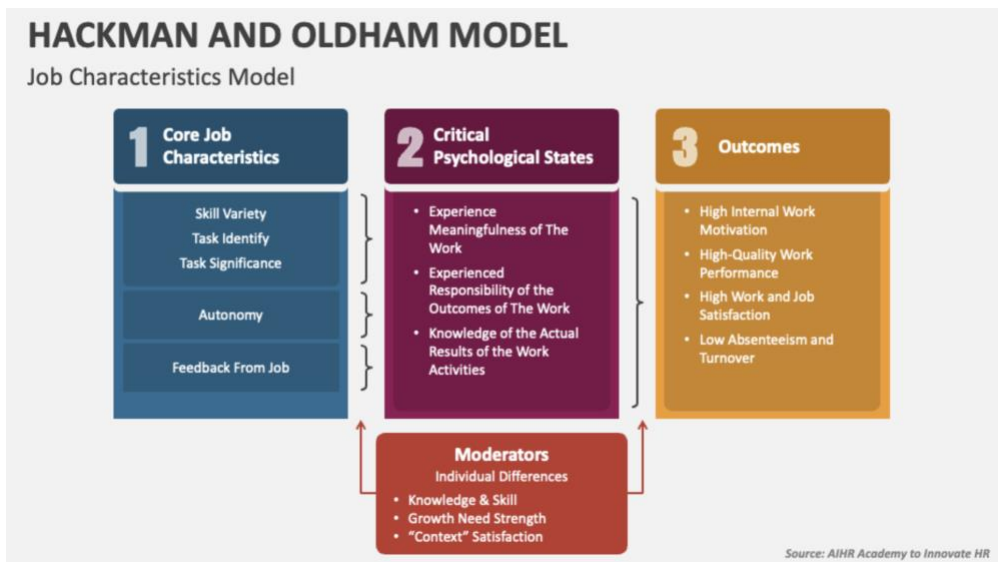 HACKMAN AND OLDHAM MODEL
Job Characteristics Model
1
Core Job
Characteristics
Skill Variety
Task Identify
Task Significance
Autonomy
Feedback From Job
2
Critical
Psychological States
• Experience
Meaningfulness of The
Work
• Experienced
Responsibility of the
Outcomes of The Work
• Knowledge of the Actual
Results of the Work
Activities
3
Outcomes
• High Internal Work
Motivation
• High-Quality Work
Performance
• High Work and Job
Satisfaction
• Low Absenteeism and
Turnover
Moderators
Individual Differences
• Knowledge & Skill
• Growth Need Strength
• “Context” Satisfaction
Source: AIHR Academy to Innovate HR